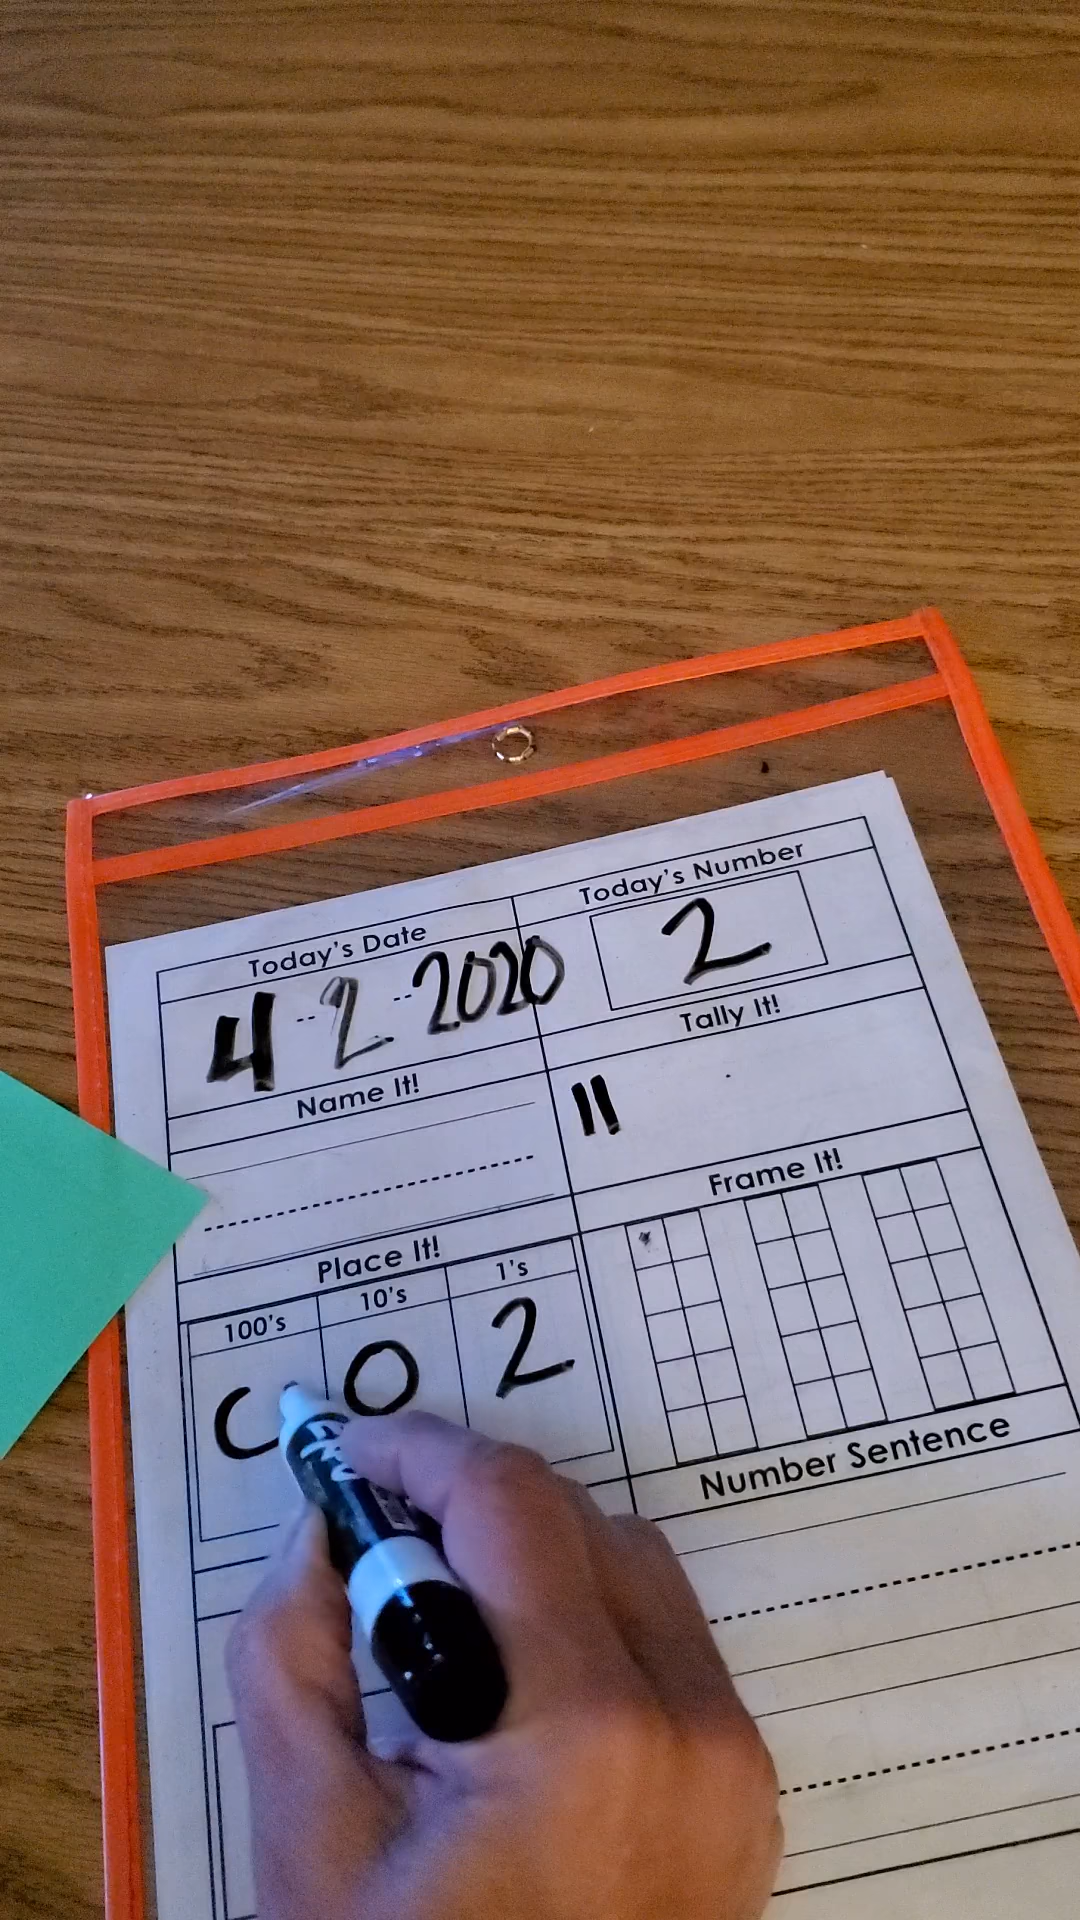 Today's Date
Today's Number
4--2--2020
2
Name It!
Tally It!
Place It!
Frame It!
100's 10's 1's
0 2
Number Sentence